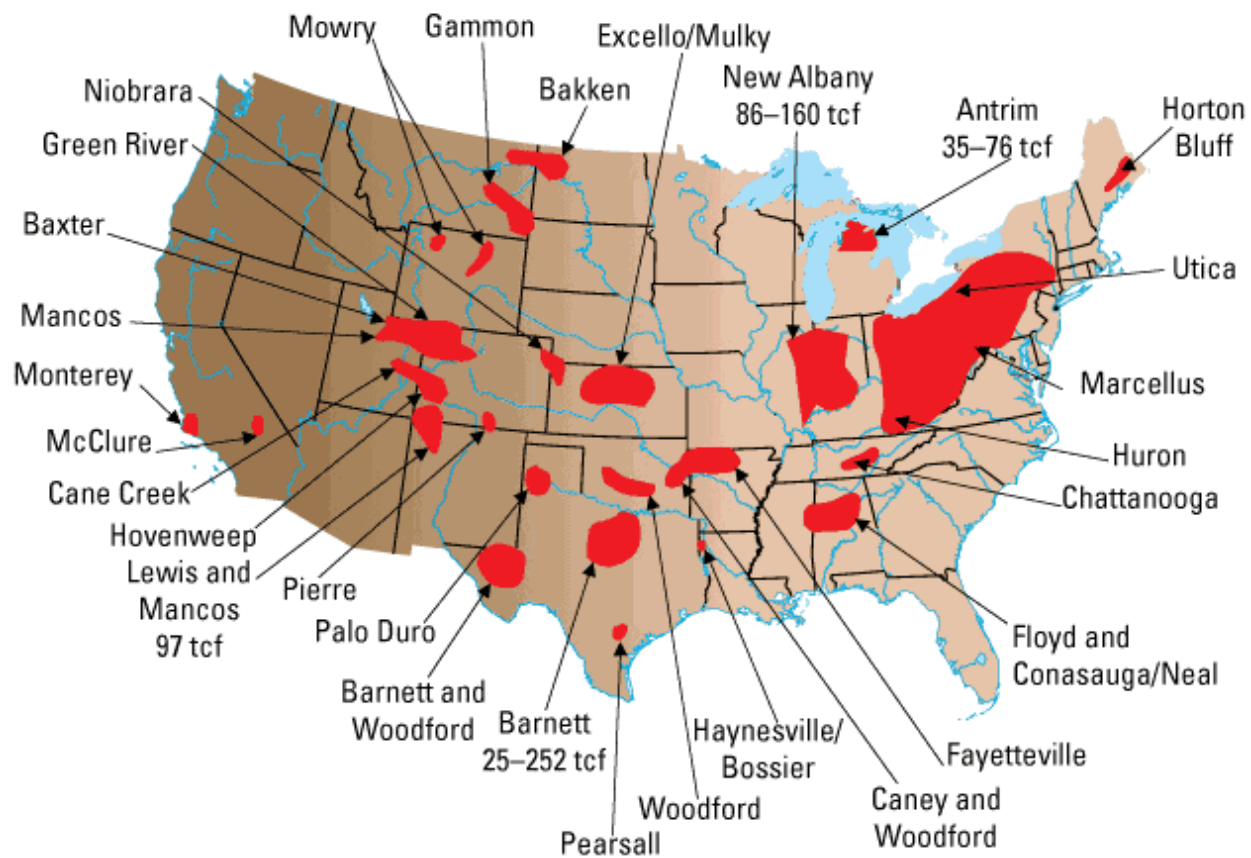 Mowry
Gammon
Excello/Mulky
Niobrara
Bakken
New Albany
86–160 tcf
Antrim
35–76 tcf
Horton
Bluff
Green River
Baxter
Utica
Mancos
Monterey
Marcellus
McClure
Huron
Cane Creek
Chattanooga
Hovenweep
Lewis and
Mancos
97 tcf
Pierre
Palo Duro
Floyd and
Conasauga/Neal
Barnett and
Woodford
Barnett
25–252 tcf
Haynesville/
Bossier
Fayetteville
Woodford
Caney and
Woodford
Pearsall